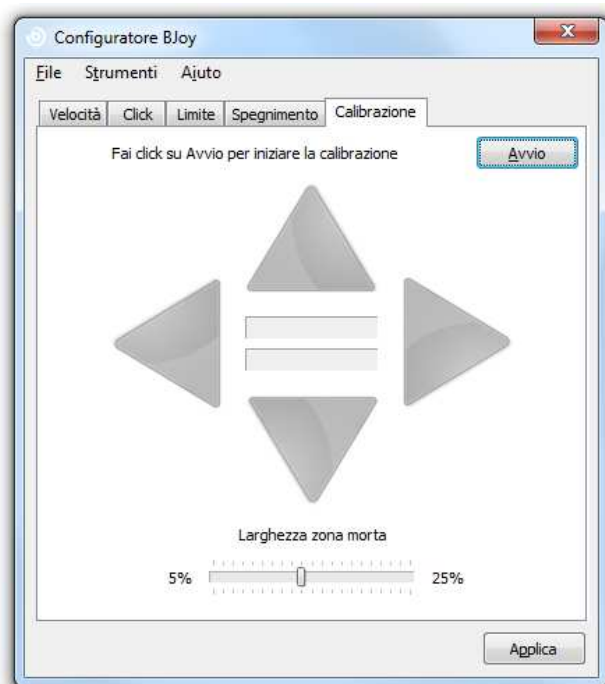 Configuratore BJoy
File Strumenti Aiuto
Velocità Click Limite Spegnimento Calibrazione
Fai click su Avvio per iniziare la calibrazione Avvio
Larghezza zona morta
5% 25%
Applica